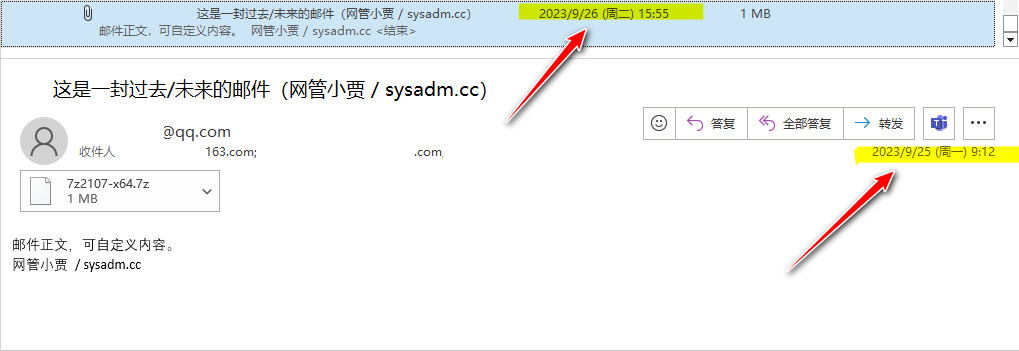 这是一封过去/未来的邮件（网管小贾 / sysadm.cc） 2023/9/26 (周二) 15:55 1 MB
邮件正文，可自定义内容。 网管小贾 / sysadm.cc <结束>
这是一封过去/未来的邮件（网管小贾 / sysadm.cc）
@qq.com
答复 全部答复 转发
收件人 163.com; .com;
2023/9/25 (周一) 9:12
7z2107-x64.7z
1 MB
邮件正文，可自定义内容。
网管小贾 / sysadm.cc